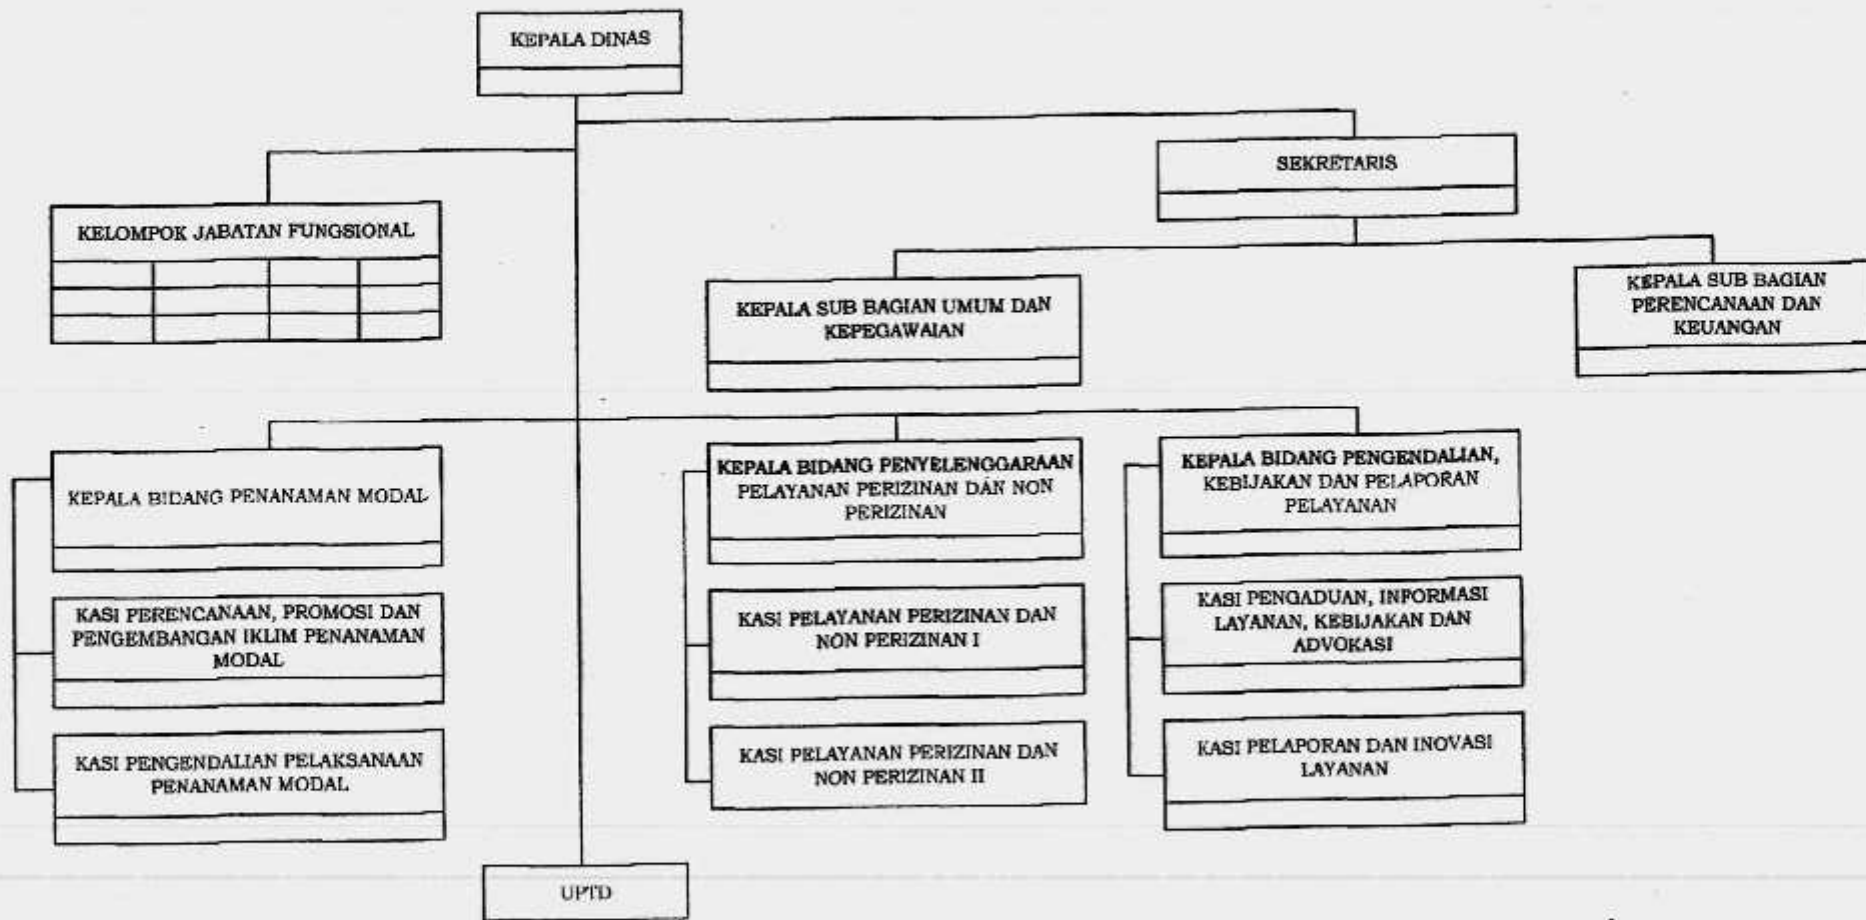 KEPALA DINAS
SEKRETARIS
KELOMPOK JABATAN FUNGSIONAL
KEPALA SUB BAGIAN UMUM DAN
KEPEGAWAIAN
KEPALA SUB BAGIAN
PERENCANAAN DAN
KEUANGAN
KEPALA BIDANG PENANAMAN MODAL
KEPALA BIDANG PENYELENGGARAAN
PELAYANAN PERIZINAN DAN NON
PERIZINAN
KEPALA BIDANG PENGENDALIAN,
KEBIJAKAN DAN PELAPORAN
PELAYANAN
KASI PERENCANAAN, PROMOSI DAN
PENGEMBANGAN IKLIM PENANAMAN
MODAL
KASI PELAYANAN PERIZINAN DAN
NON PERIZINAN I
KASI PENGADUAN, INFORMASI
LAYANAN, KEBIJAKAN DAN
ADVOKASI
KASI PENGENDALIAN PELAKSANAAN
PENANAMAN MODAL
KASI PELAYANAN PERIZINAN DAN
NON PERIZINAN II
KASI PELAPORAN DAN INOVASI
LAYANAN
UPTD